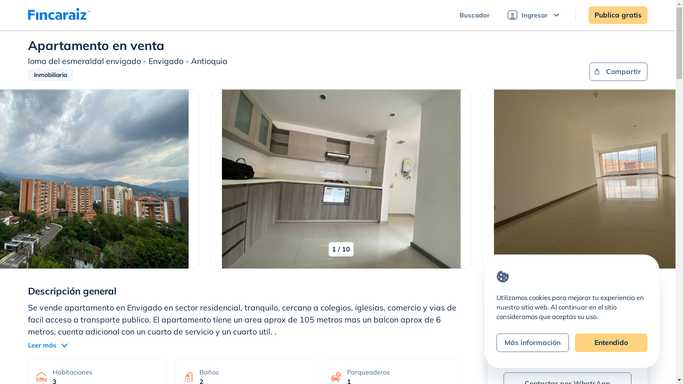 Fincaraiz
Buscador
Ingresar
Publica gratis
Apartamento en venta
loma del esmeraldal envigado - Envigado - Antioquia
Inmobiliaria
Compartir
1 / 10
Descripción general
Se vende apartamento en Envigado en sector residencial, tranquilo, cercano a colegios, iglesias, comercio y vias de
facil acceso a transporte publico. El apartamento tiene un area aprox de 105 metros mas un balcon aprox de 6
metros, cuenta adicional con un cuarto de servicio y un cuarto util. .
Leer más
Habitaciones
3
Baños
2
Parqueaderos
1
Utilizamos cookies para mejorar tu experiencia en
nuestro sitio web. Al continuar en el sitio
consideramos que aceptas su uso.
Más información
Entendido
Contactar por WhatsApp